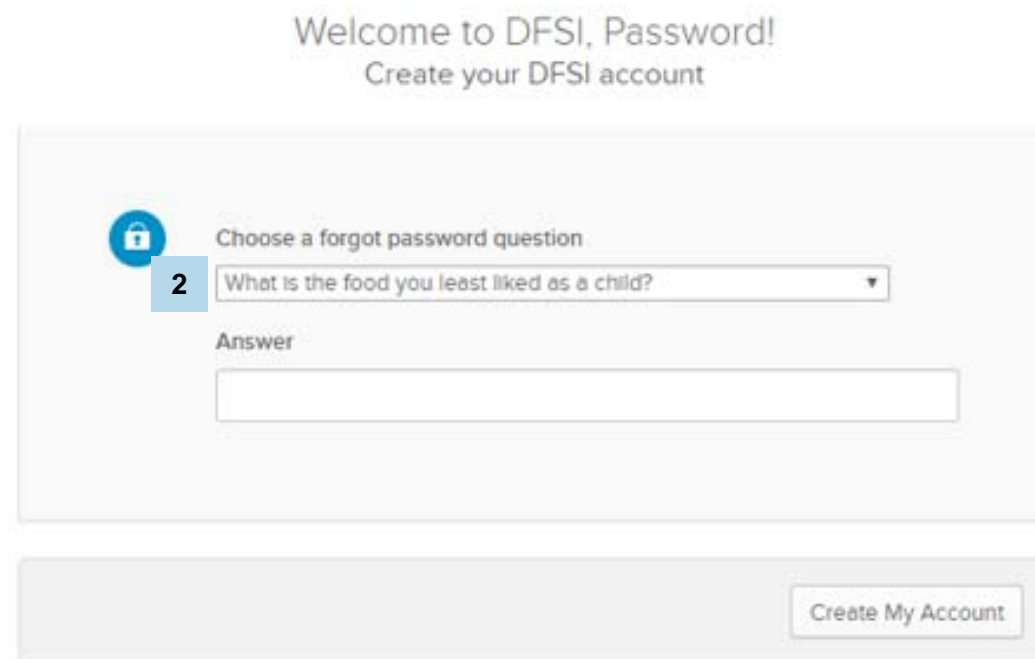 Welcome to DFSI, Password!
Create your DFSI account
Choose a forgot password question
2
What is the food you least liked as a child?
Answer
Create My Account